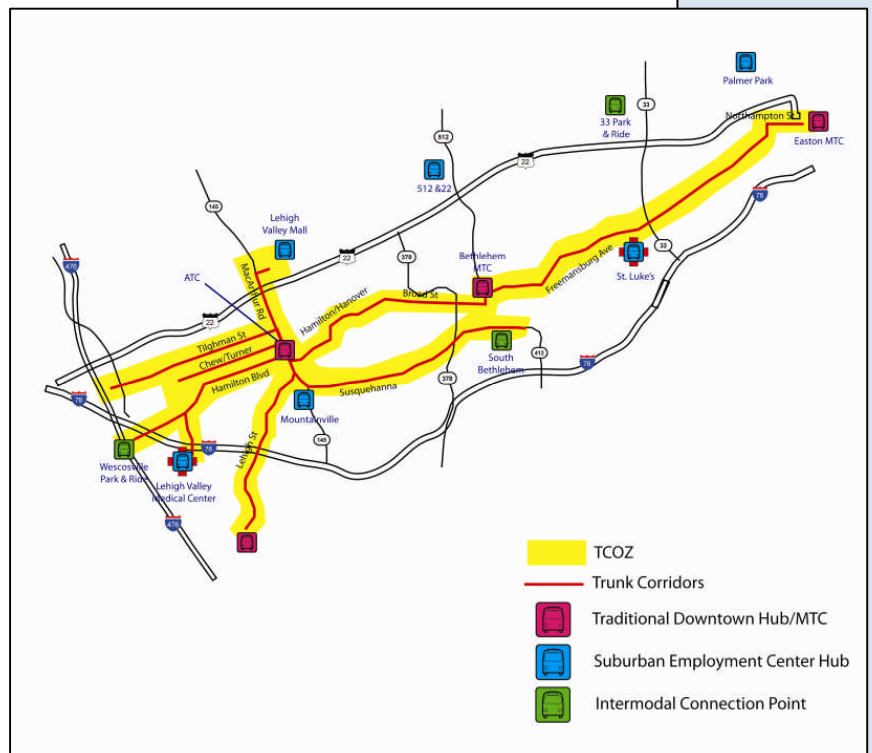 Palmer Park
33
33 Park
& Ride
Northampton St
Easton MTC
512
22
512 &22
78
145
Lehigh
Valley Mall
33
St. Luke's
Bethlehem
MTC
378
22
476
ATC
MacArthur Rd
Freemansburg Ave
Broad St
Hamilton/Hanover
22
Tilghman St
Chew/Turner
South
Bethlehem
412
78
Hamilton Blvd
Susquehanna
378
78
Mountainville
145
Lehigh St
78
Wescosville
Park & Ride
Lehigh Valley
Medical Center
476
TCOZ
Trunk Corridors
Traditional Downtown Hub/MTC
Suburban Employment Center Hub
Intermodal Connection Point